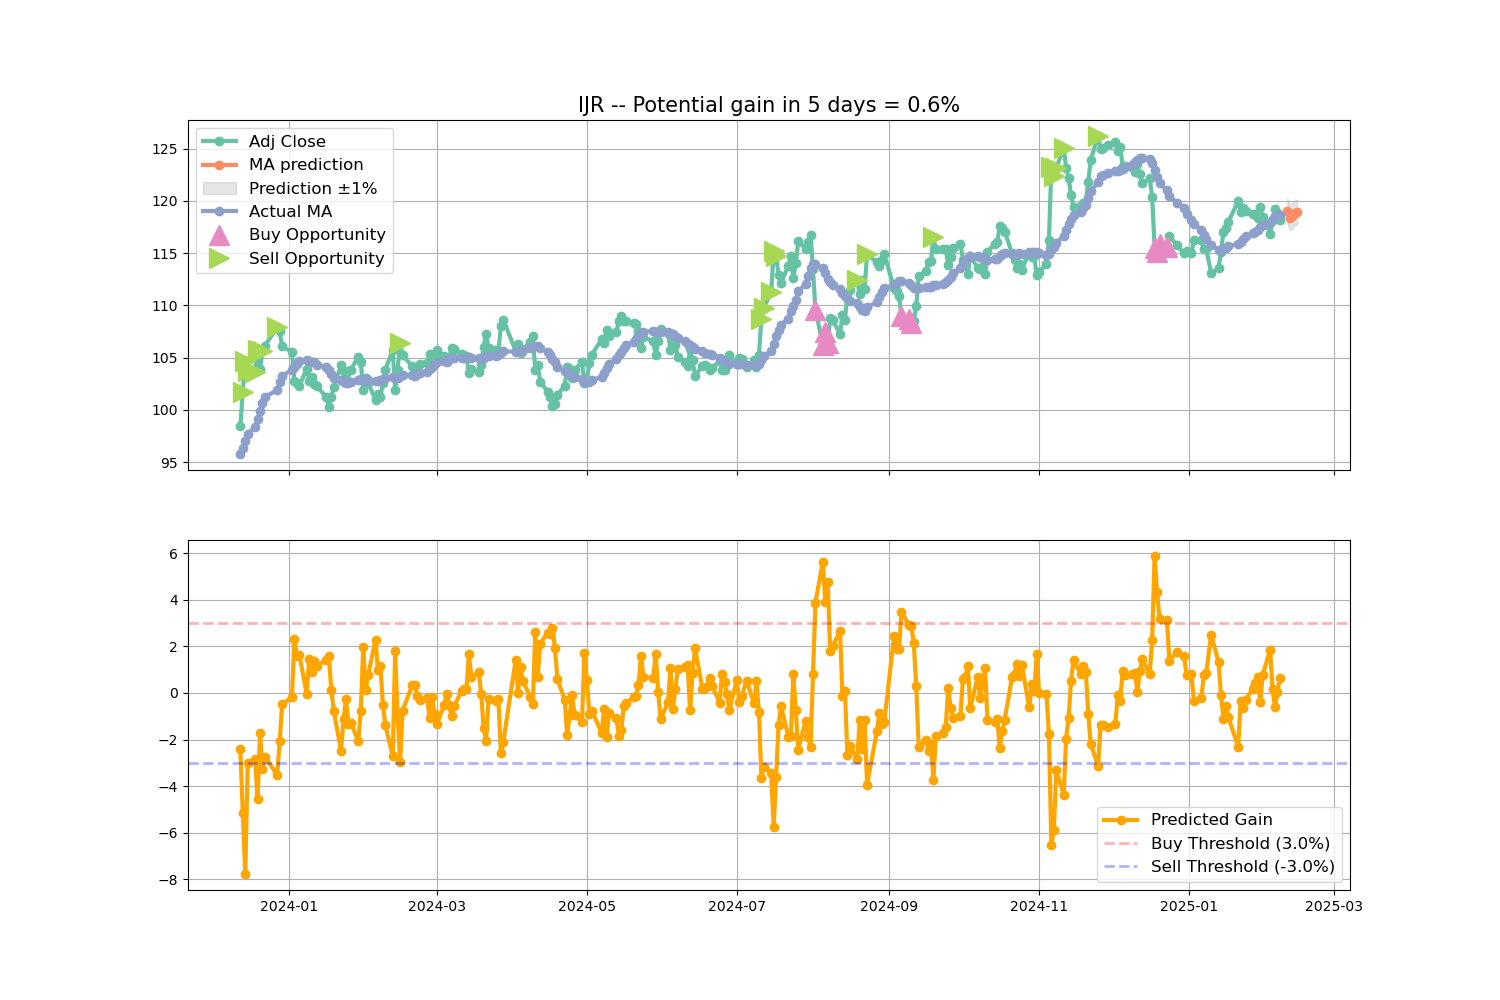 IJR -- Potential gain in 5 days = 0.6%
Adj Close
MA prediction
Prediction ±1%
Actual MA
Buy Opportunity
Sell Opportunity
125
120
115
110
105
100
95
6
4
2
0
−2
−4
−6
−8
Predicted Gain
Buy Threshold (3.0%)
Sell Threshold (-3.0%)
2024-01
2024-03
2024-05
2024-07
2024-09
2024-11
2025-01
2025-03